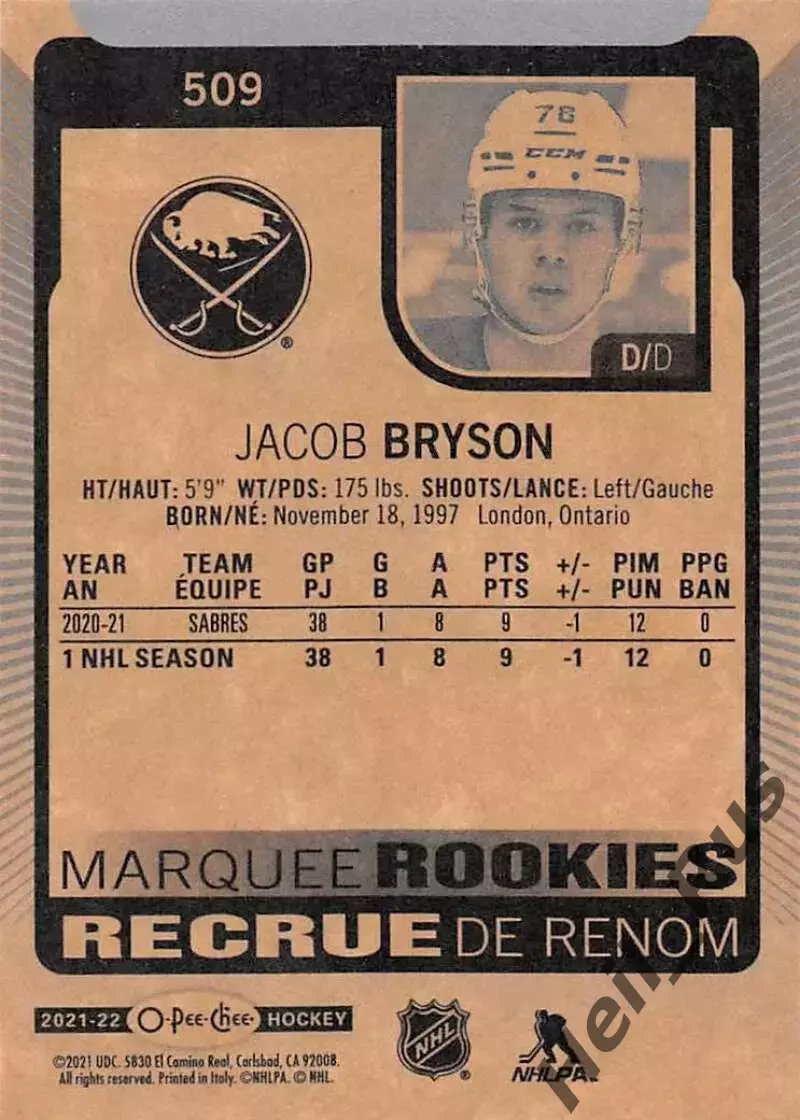 509
78
CCM
D/D
®
JACOB BRYSON
HT/HAUT: 5'9" WT/PDS: 175 lbs. SHOOTS/LANCE: Left/Gauche
BORN/NÉ: November 18, 1997 London, Ontario
YEAR TEAM GP G A PTS +/- PIM PPG
AN ÉQUIPE PJ B A PTS +/- PUN BAN
2020-21 SABRES 38 1 8 9 -1 12 0
1 NHL SEASON 38 1 8 9 -1 12 0
MARQUEE ROOKIES
RECRUE DE RENOM
2021-22 O-Pee-Chee HOCKEY
NHL ®
NHLPA™
©2021 UDC. 5830 El Camino Real, Carlsbad, CA 92008.
All rights reserved. Printed in Italy. ©NHLPA. © NHL.